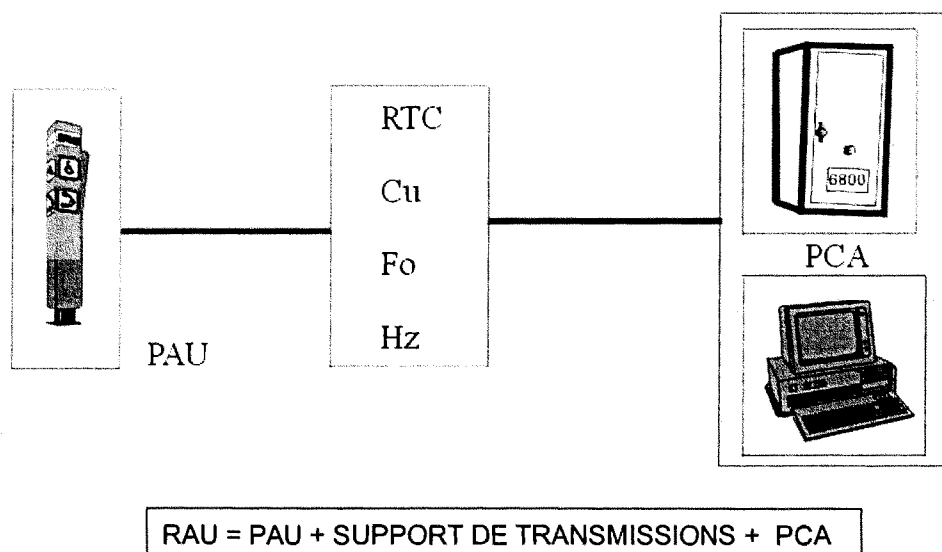 RTC
Cu
Fo
Hz
PAU
6800
PCA
RAU = PAU + SUPPORT DE TRANSMISSIONS + PCA